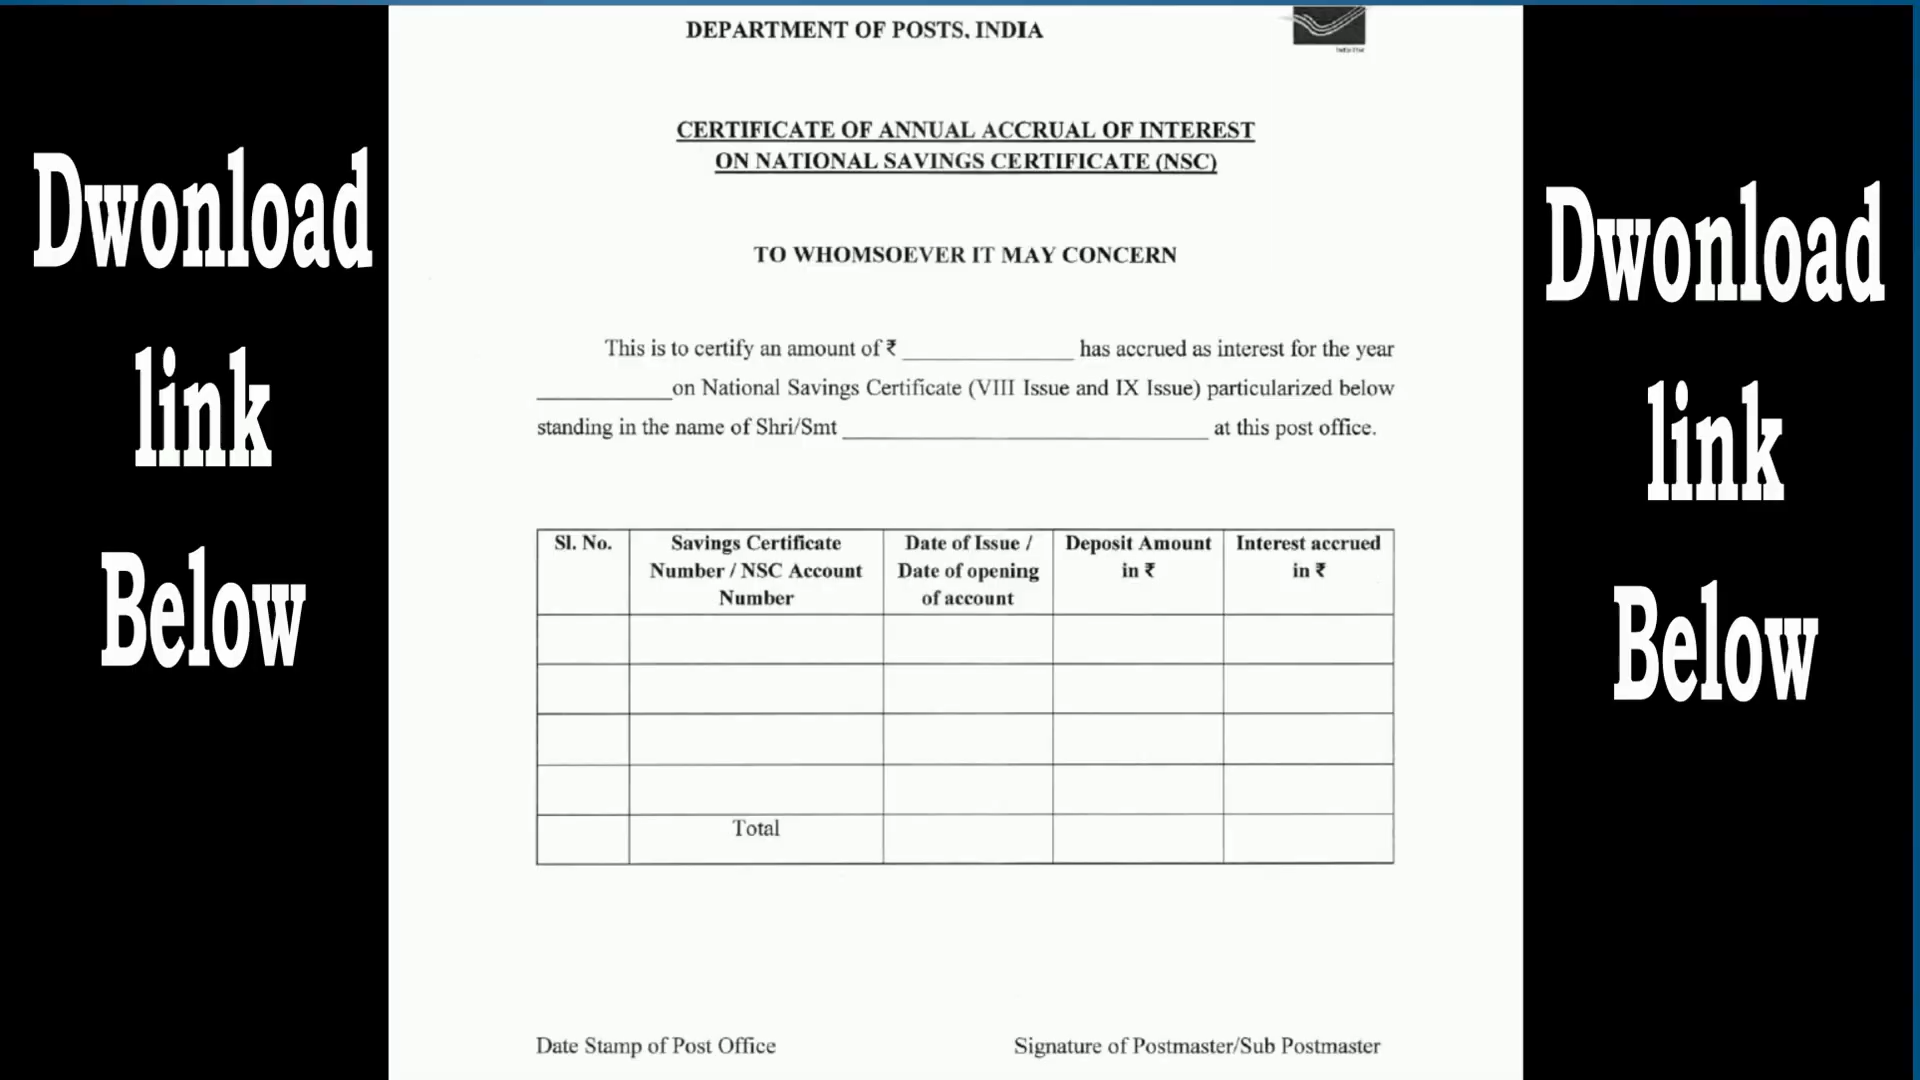 DEPARTMENT OF POSTS, INDIA
CERTIFICATE OF ANNUAL ACCRUAL OF INTEREST
ON NATIONAL SAVINGS CERTIFICATE (NSC)
TO WHOMSOEVER IT MAY CONCERN
This is to certify an amount of ₹ ________________ has accrued as interest for the year
____________on National Savings Certificate (VIII Issue and IX Issue) particularized below
standing in the name of Shri/Smt _________________________________ at this post office.
Sl. No.
Savings Certificate
Number / NSC Account
Number
Date of Issue /
Date of opening
of account
Deposit Amount
in ₹
Interest accrued
in ₹
Total
Date Stamp of Post Office
Signature of Postmaster/Sub Postmaster
Dwonload
link
Below
Dwonload
link
Below